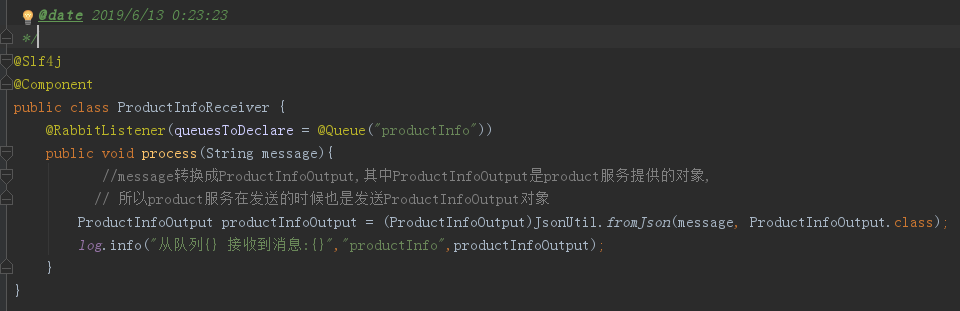 @date 2019/6/13 0:23:23
*/
@Slf4j
@Component
public class ProductInfoReceiver {
@RabbitListener(queuesToDeclare = @Queue("productInfo"))
public void process(String message){
//message转换成ProductInfoOutput,其中ProductInfoOutput是product服务提供的对象,
// 所以product服务在发送的时候也是发送ProductInfoOutput对象
ProductInfoOutput productInfoOutput = (ProductInfoOutput)JsonUtil.fromJson(message, ProductInfoOutput.class);
log.info("从队列{} 接收到消息:{}","productInfo",productInfoOutput);
}
}